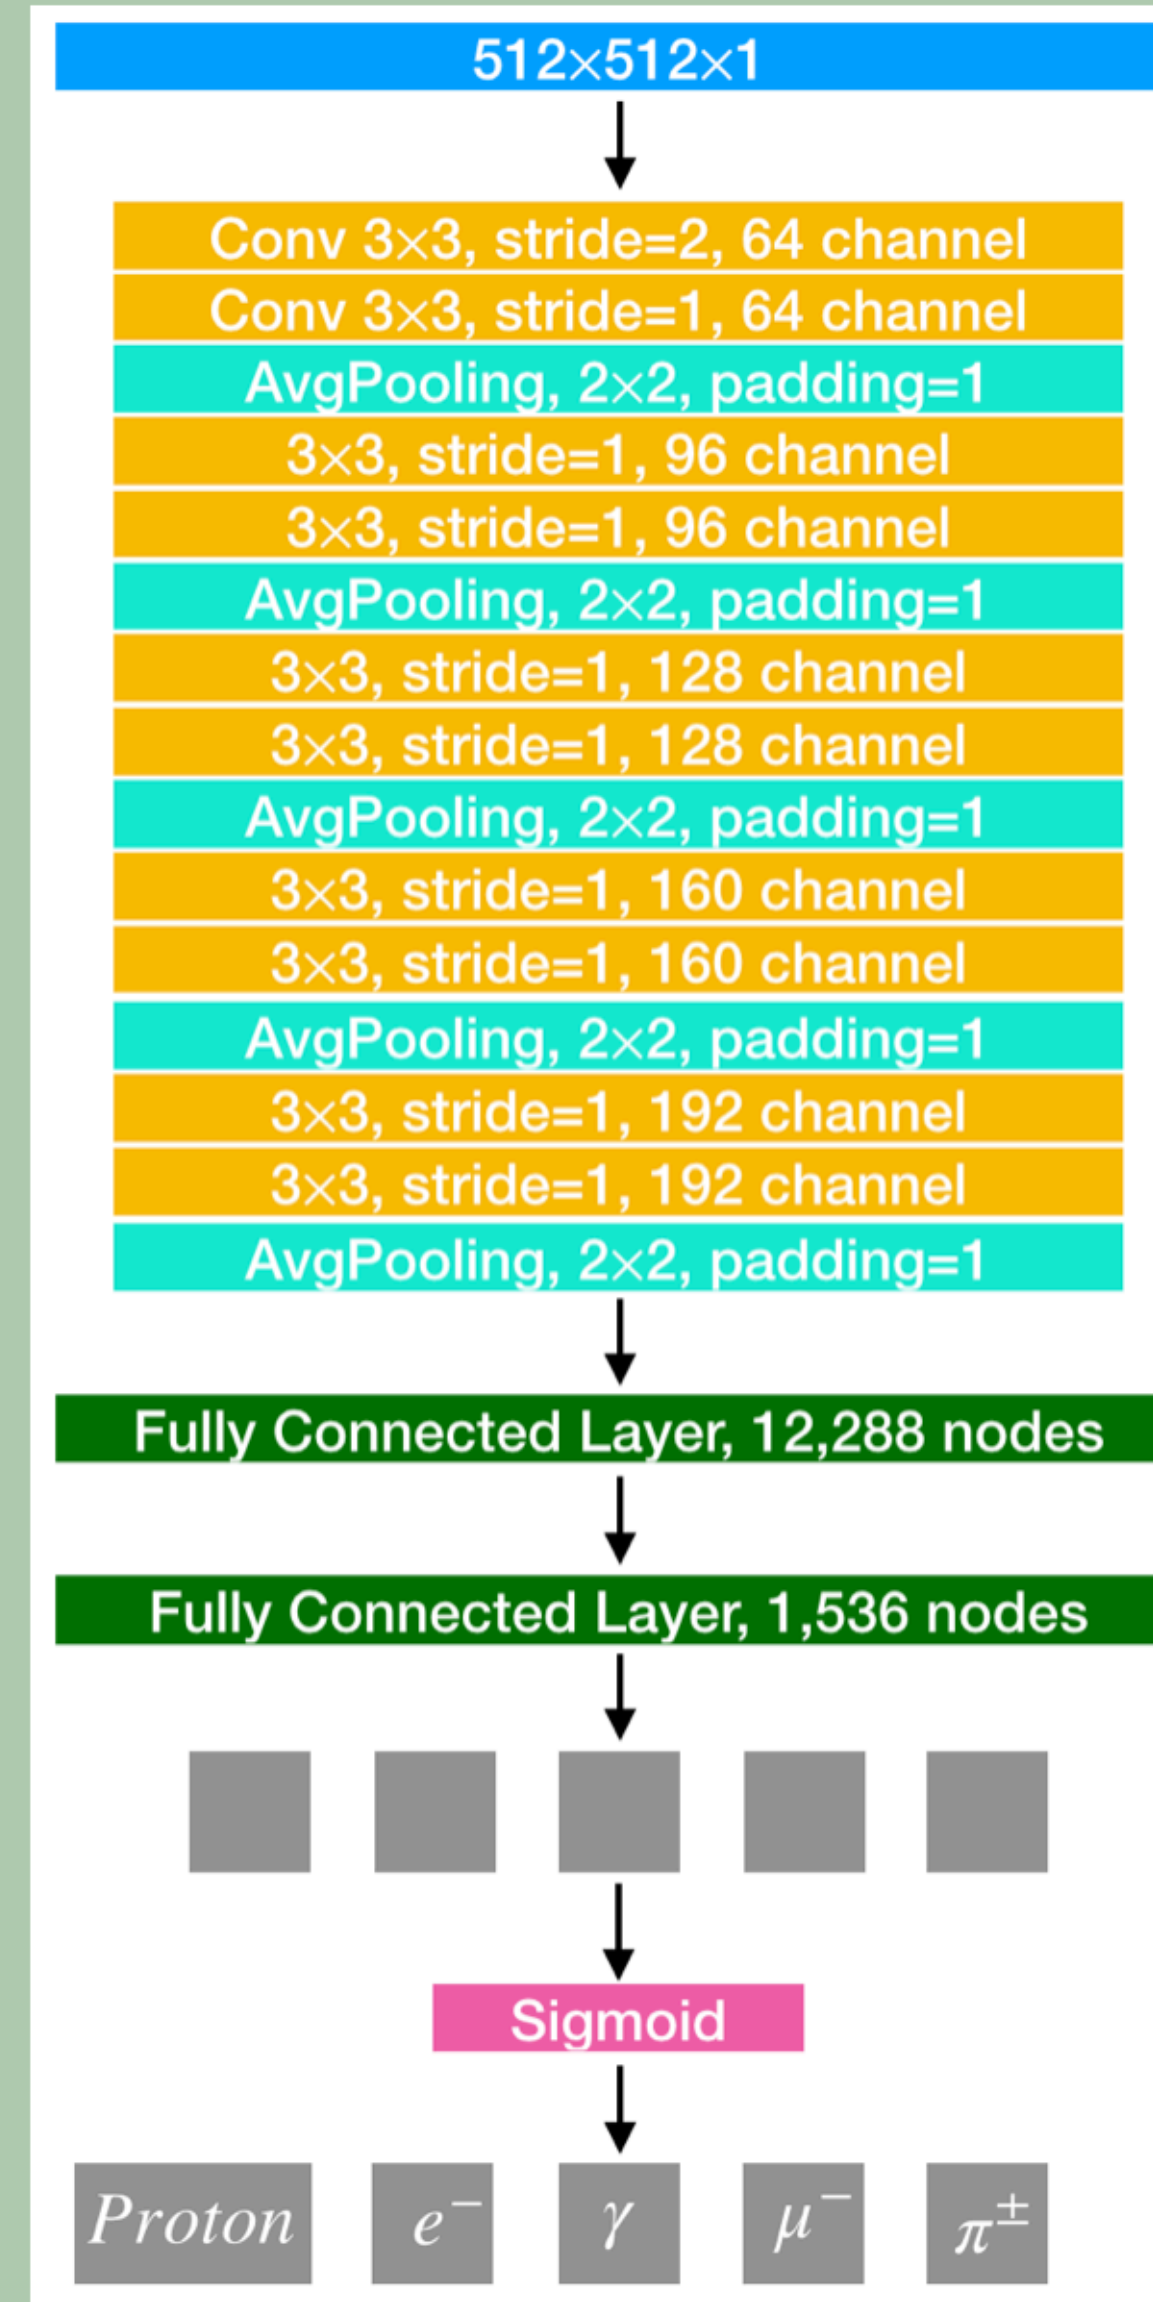 512×512×1
Conv 3×3, stride=2, 64 channel
Conv 3×3, stride=1, 64 channel
AvgPooling, 2×2, padding=1
3×3, stride=1, 96 channel
3×3, stride=1, 96 channel
AvgPooling, 2×2, padding=1
3×3, stride=1, 128 channel
3×3, stride=1, 128 channel
AvgPooling, 2×2, padding=1
3×3, stride=1, 160 channel
3×3, stride=1, 160 channel
AvgPooling, 2×2, padding=1
3×3, stride=1, 192 channel
3×3, stride=1, 192 channel
AvgPooling, 2×2, padding=1
Fully Connected Layer, 12,288 nodes
Fully Connected Layer, 1,536 nodes
Sigmoid
Proton e⁻ γ μ⁻ π±